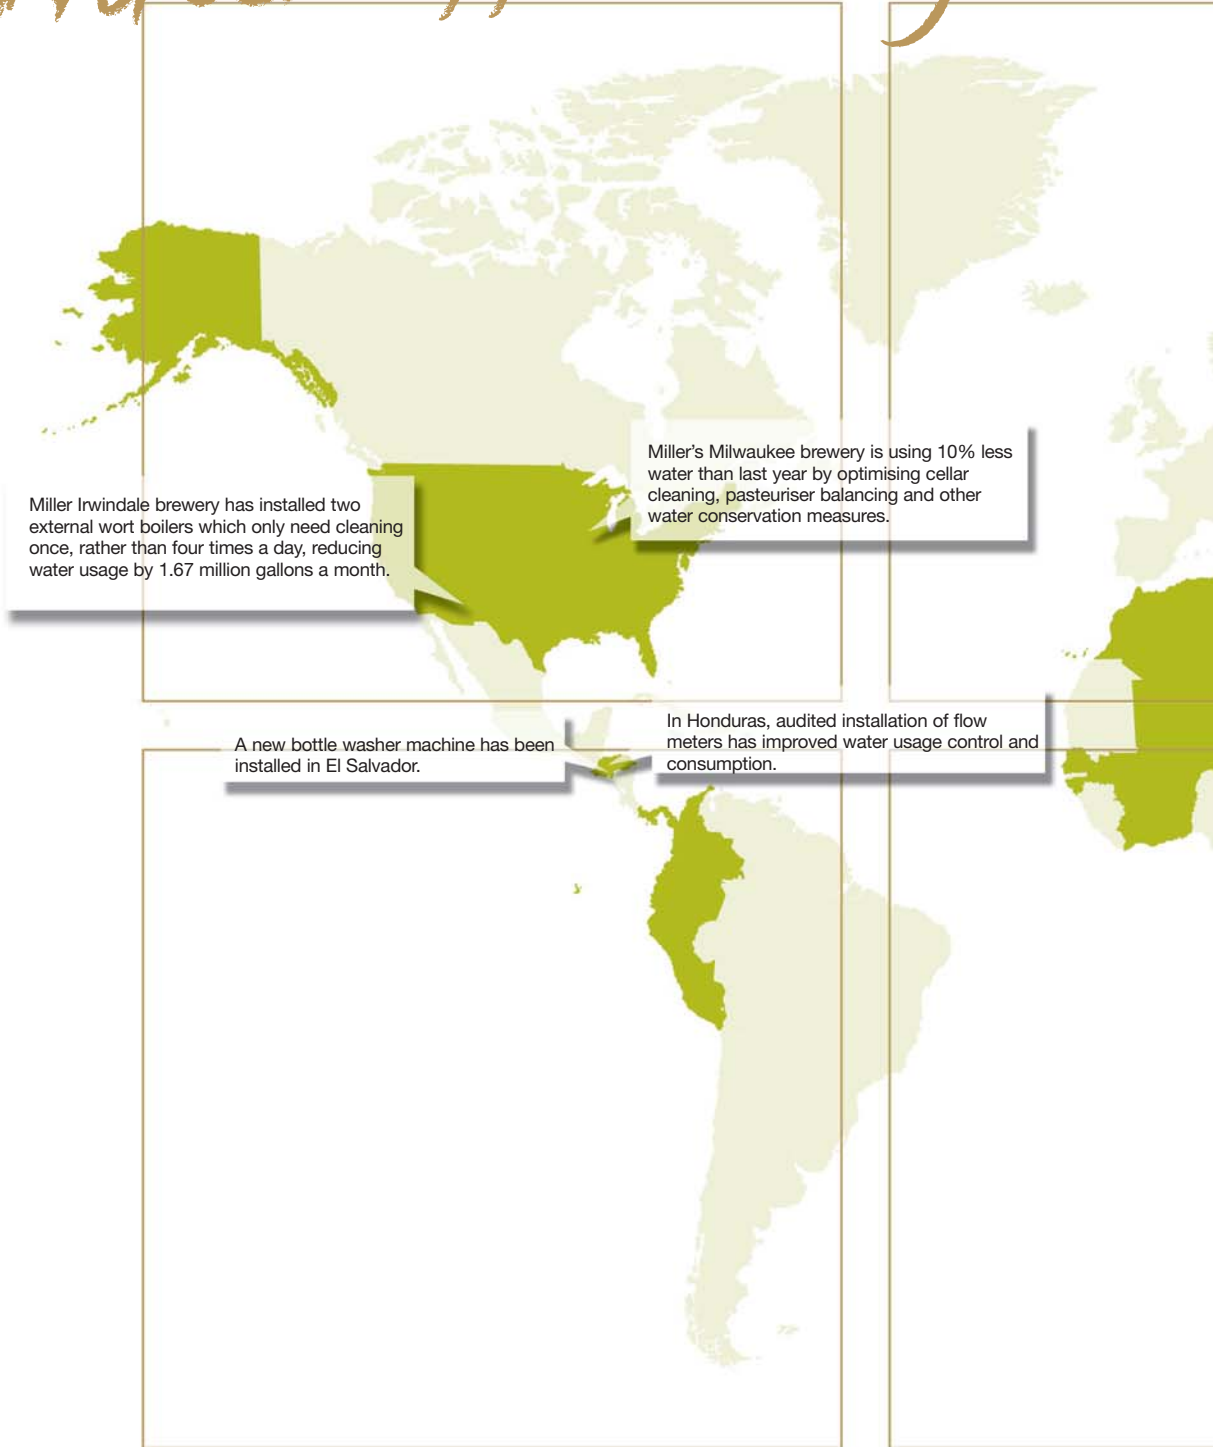 Miller's Milwaukee brewery is using 10% less
water than last year by optimising cellar
cleaning, pasteuriser balancing and other
water conservation measures.
Miller Irwindale brewery has installed two
external wort boilers which only need cleaning
once, rather than four times a day, reducing
water usage by 1.67 million gallons a month.
In Honduras, audited installation of flow
meters has improved water usage control and
consumption.
A new bottle washer machine has been
installed in El Salvador.